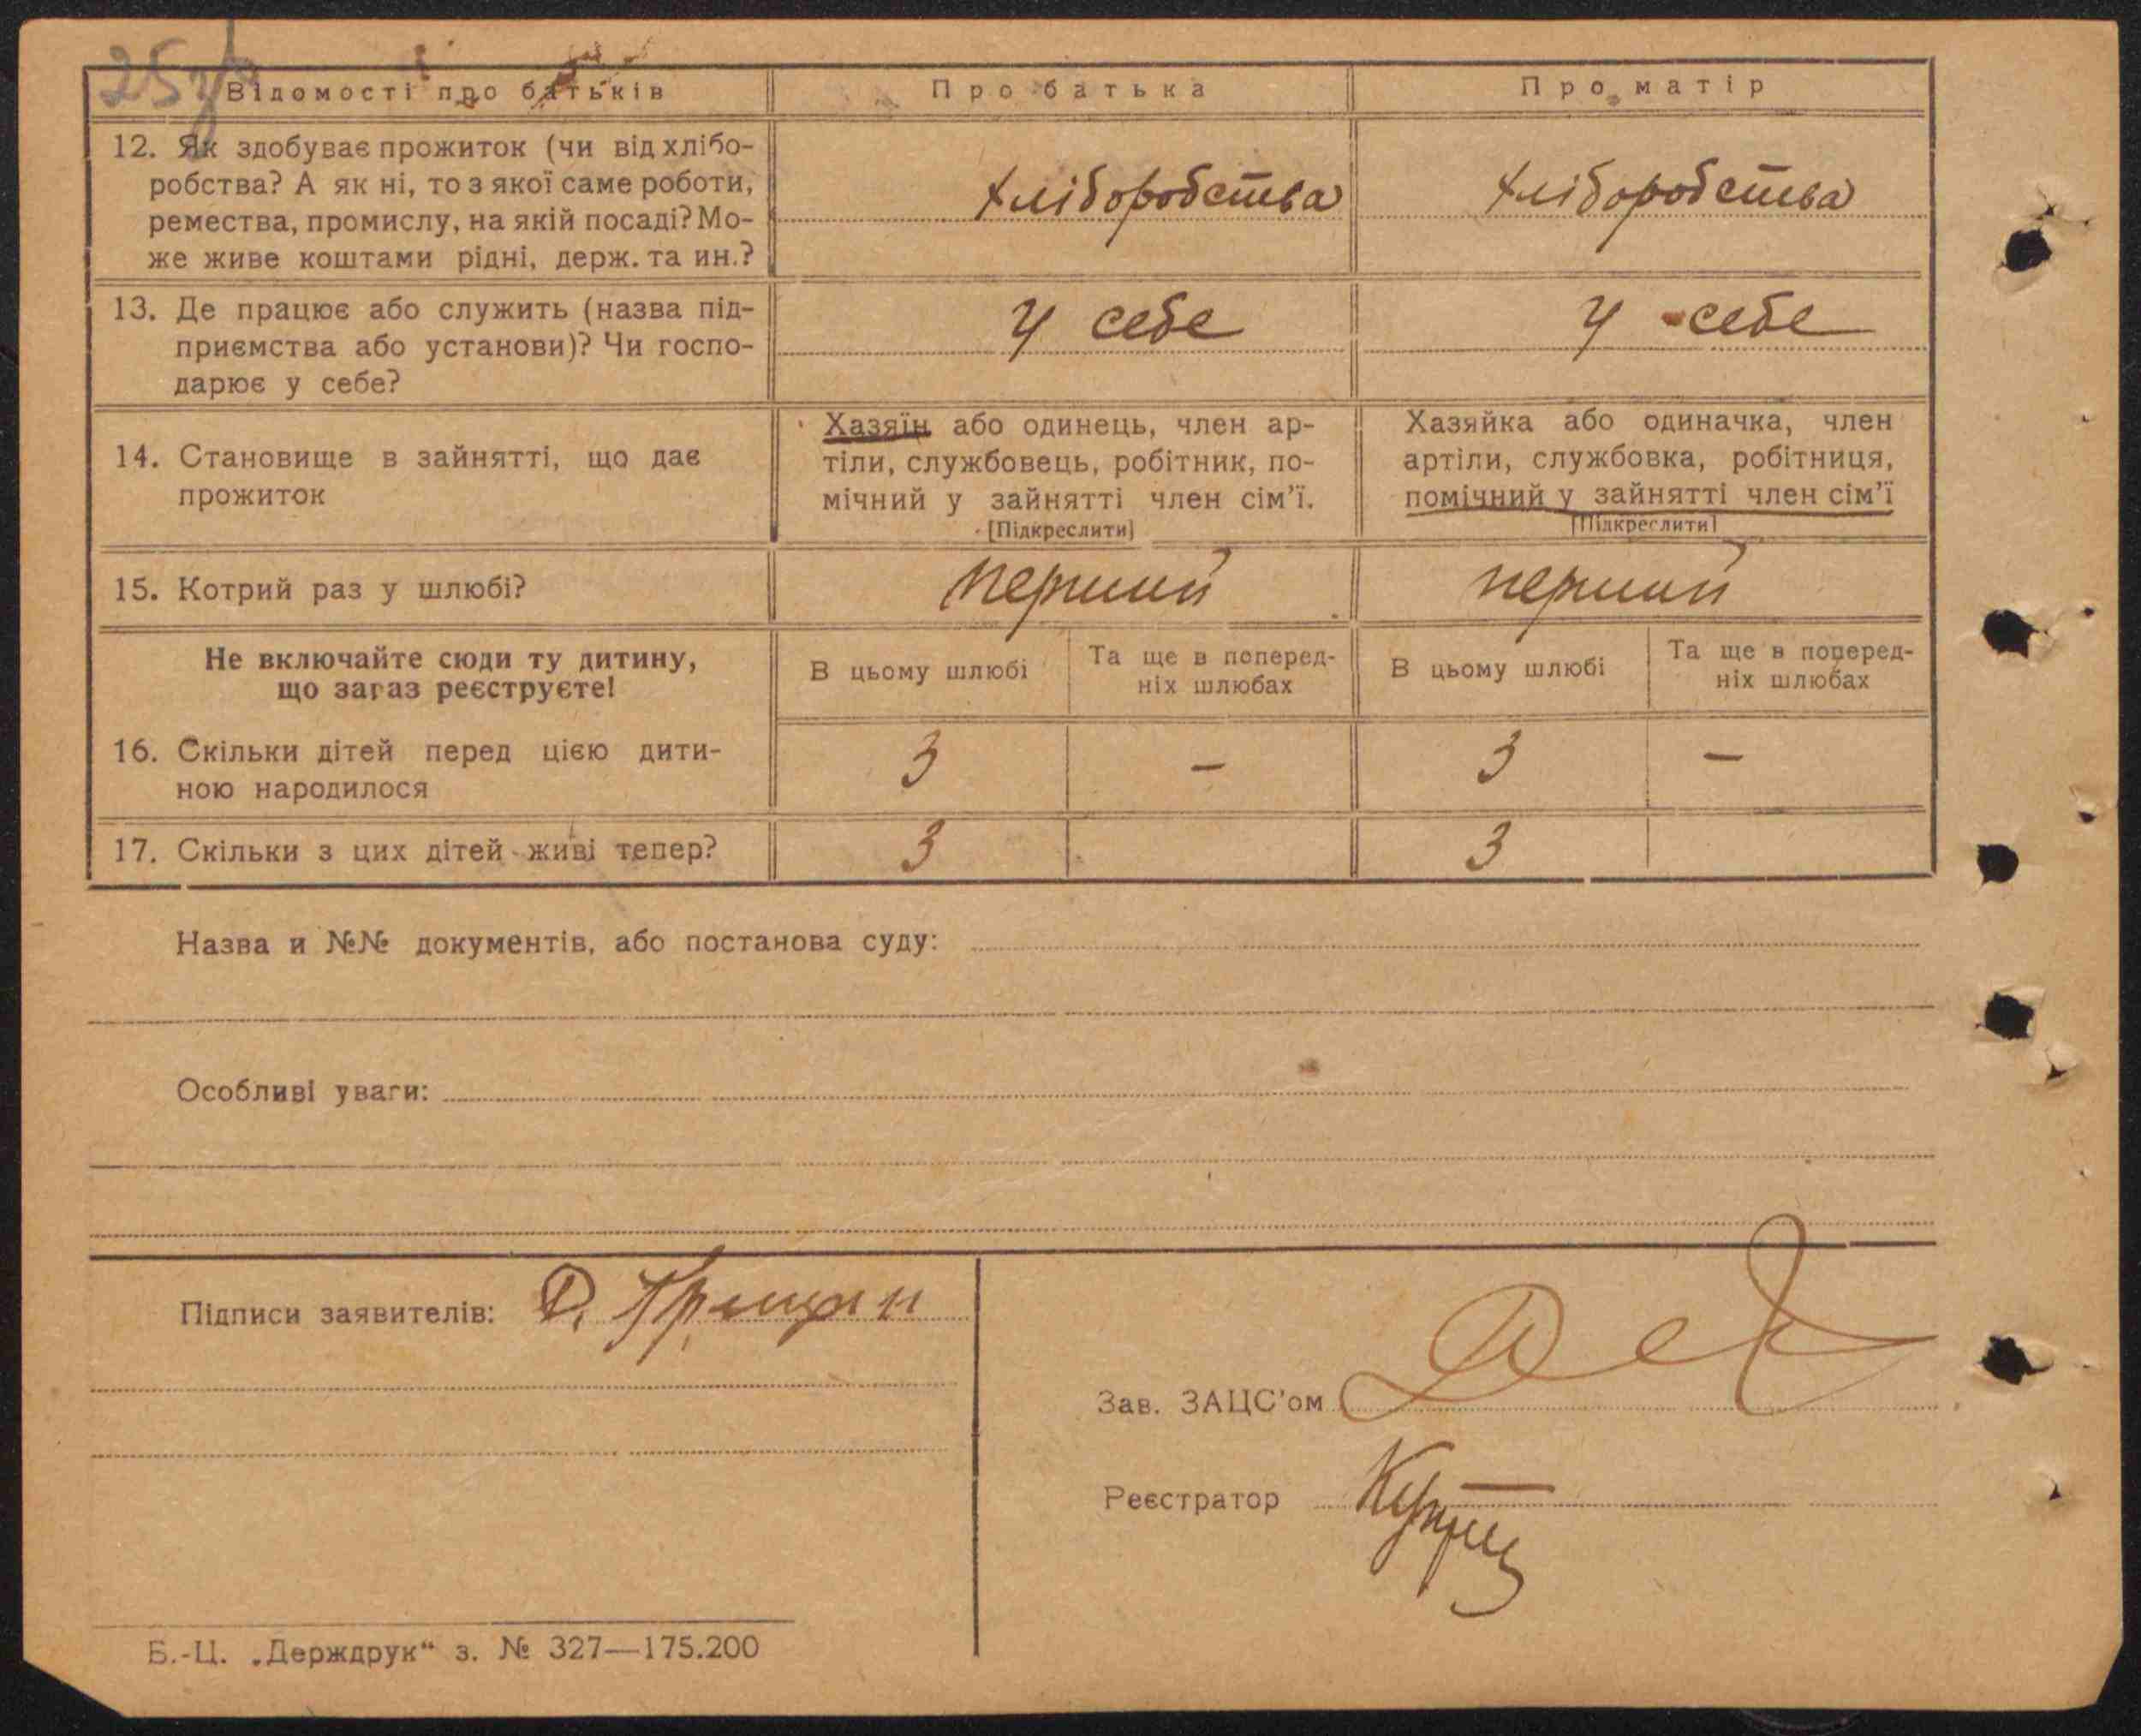 Відомості про батьків
Про батька
Про матір
12. Як здобуває прожиток (чи від хлібо-
робства? А як ні, то з якої саме роботи,
ремества, промислу, на якій посаді? Мо-
же живе коштами рідні, держ. та ин.?
хліборобства
хліборобства
13. Де працює або служить (назва під-
приємства або установи)? Чи госпо-
дарює у себе?
У себе
У себе
14. Становище в зайнятті, що дає
прожиток
Хазяїн або одинець, член ар-
тіли, службовець, робітник, по-
мічний у зайнятті член сім'ї.
[Підкреслити]
Хазяйка або одиначка, член
артіли, службовка, робітниця,
помічний у зайнятті член сім'ї
[Підкреслити]
15. Котрий раз у шлюбі?
перший
перший
Не включайте сюди ту дитину,
що зараз реєструєте!
В цьому шлюбі
Та ще в поперед-
ніх шлюбах
В цьому шлюбі
Та ще в поперед-
ніх шлюбах
16. Скільки дітей перед цією дити-
ною народилося
3
—
3
—
17. Скільки з цих дітей живі тепер?
3
3
Назва и №№ документів, або постанова суду:
Особливі уваги:
Підписи заявителів: Д.
Зав. ЗАЦС'ом
Реєстратор
Б.-Ц. „Держдрук“ з. № 327—175.200